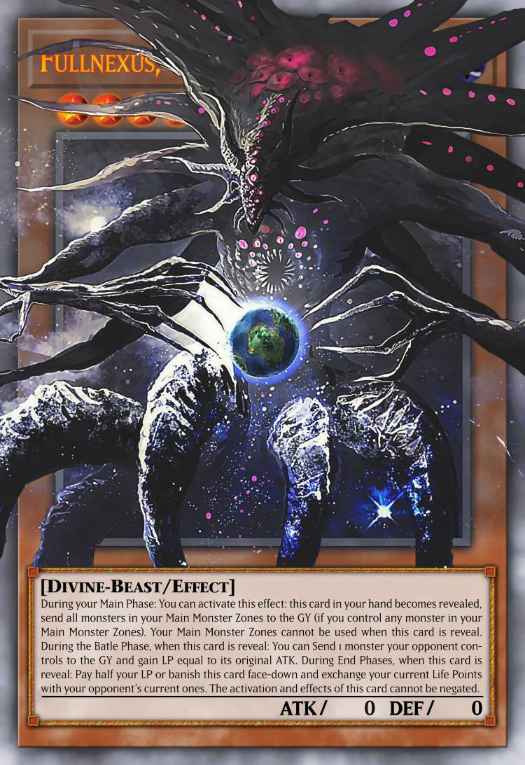 FULLNEXUS,
[DIVINE-BEAST/EFFECT]
During your Main Phase: You can activate this effect: this card in your hand becomes revealed,
send all monsters in your Main Monster Zones to the GY (if you control any monster in your
Main Monster Zones). Your Main Monster Zones cannot be used when this card is reveal.
During the Batle Phase, when this card is reveal: You can Send 1 monster your opponent con-
trols to the GY and gain LP equal to its original ATK. During End Phases, when this card is
reveal: Pay half your LP or banish this card face-down and exchange your current Life Points
with your opponent's current ones. The activation and effects of this card cannot be negated.
ATK/ 0 DEF/ 0